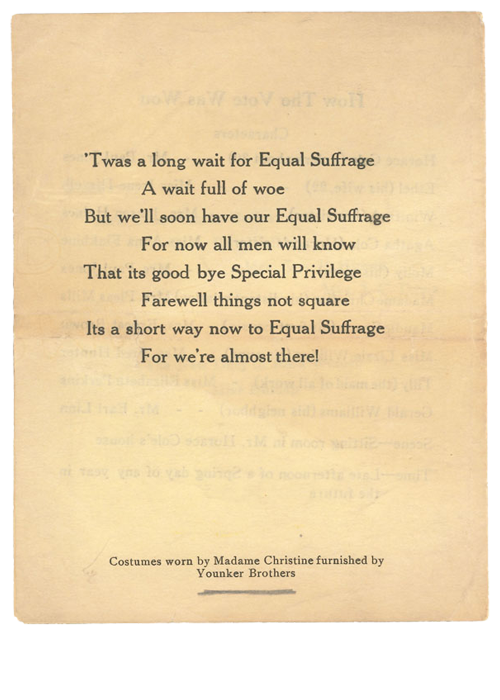 'Twas a long wait for Equal Suffrage
A wait full of woe
But we'll soon have our Equal Suffrage
For now all men will know
That its good bye Special Privilege
Farewell things not square
Its a short way now to Equal Suffrage
For we're almost there!
Costumes worn by Madame Christine furnished by
Younker Brothers